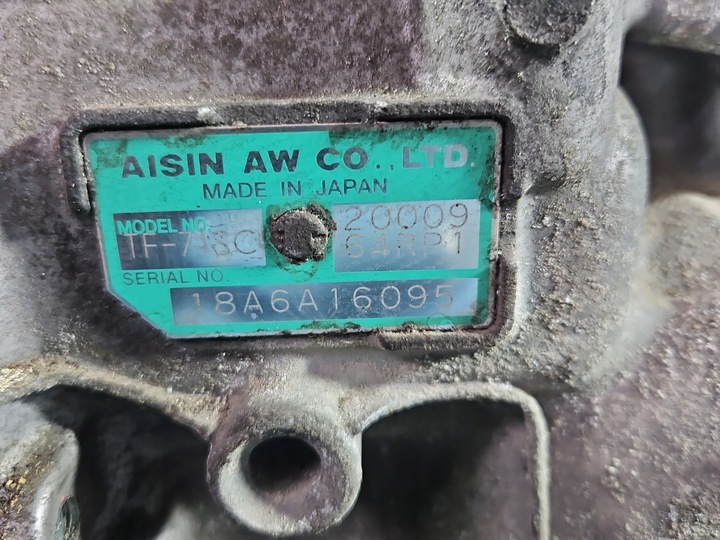 AISIN AW CO., LTD.
MADE IN JAPAN
MODEL NO. 20009
SERIAL NO.
18A6A16095